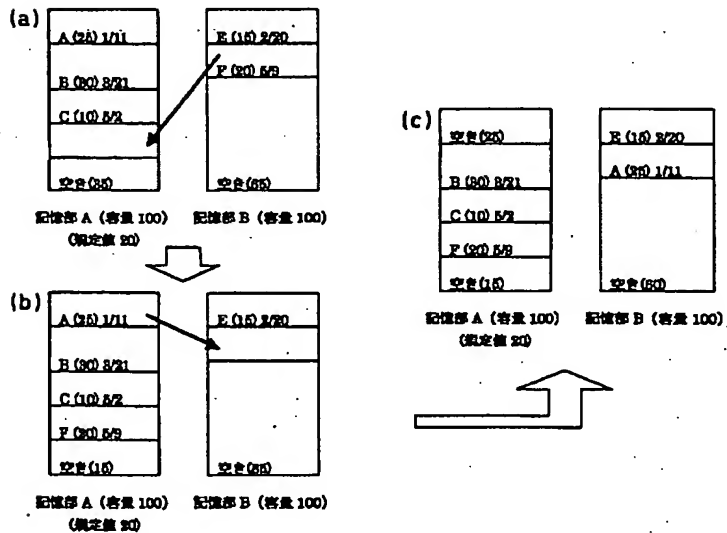 (a)
A (25) 1/11
B (30) 3/21
C (10) 5/2
空き(35)
記憶部 A (容量 100)
(規定値 20)
E (15) 2/20
F (20) 5/9
空き(65)
記憶部 B (容量 100)
(b)
A (25) 1/11
B (30) 3/21
C (10) 5/2
F (20) 5/9
空き(15)
記憶部 A (容量 100)
(規定値 20)
E (15) 2/20
空き(85)
記憶部 B (容量 100)
(c)
空き(25)
B (30) 3/21
C (10) 5/2
F (20) 5/9
空き(15)
記憶部 A (容量 100)
(規定値 20)
E (15) 2/20
A (25) 1/11
空き(60)
記憶部 B (容量 100)